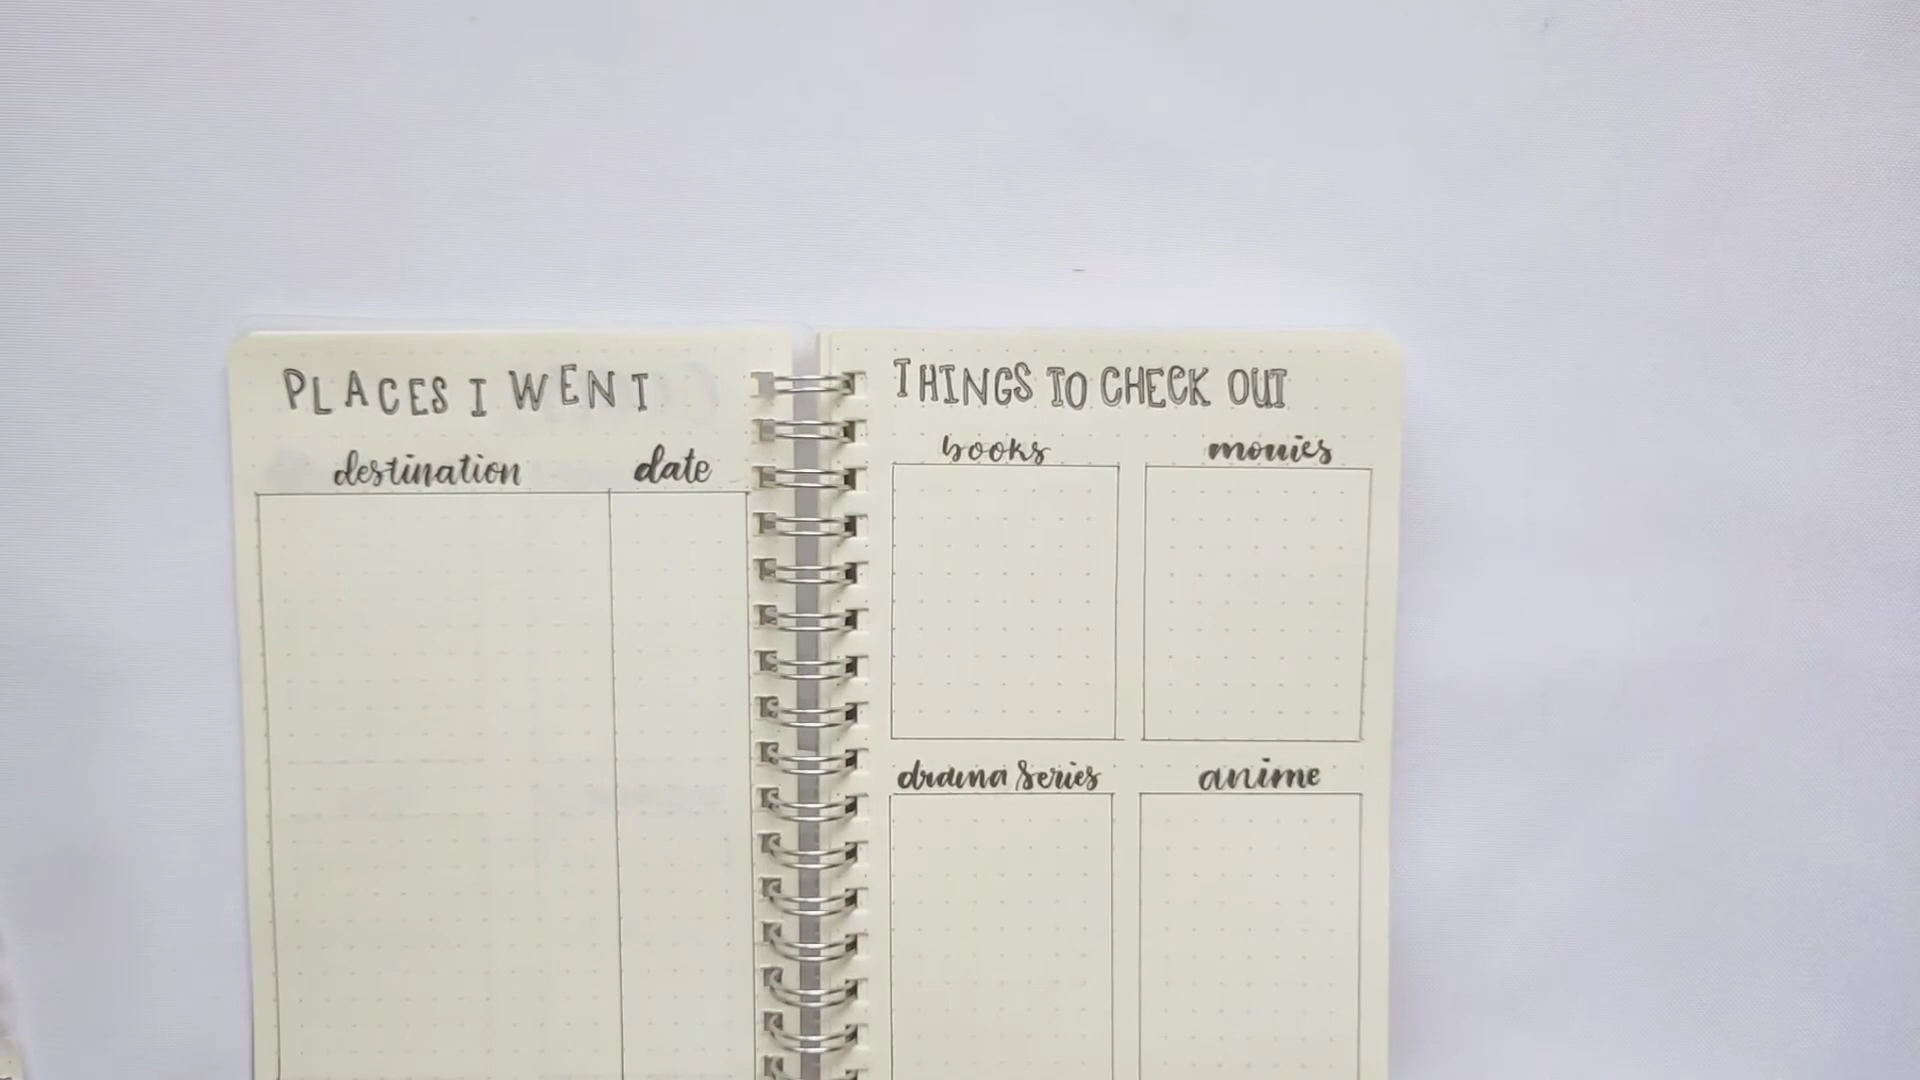 PLACES I WENT
destination date
THINGS TO CHECK OUT
books movies
drama series anime